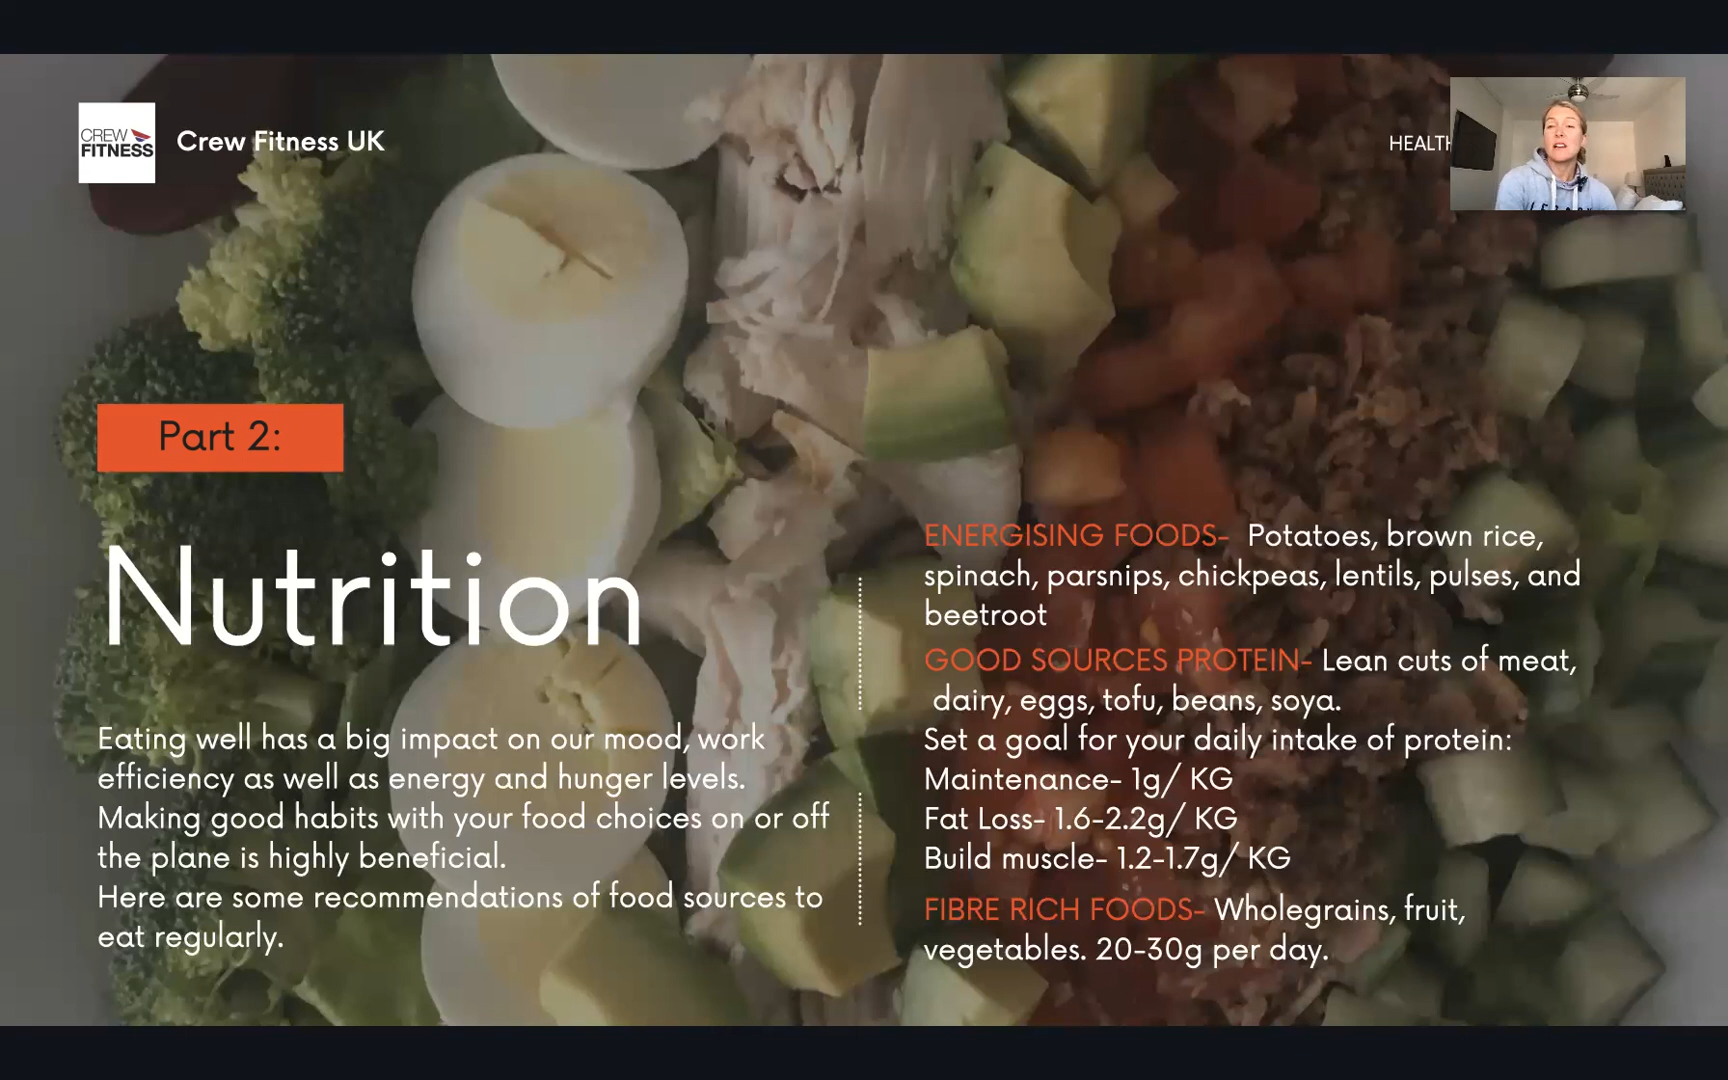 CREW
FITNESS
Crew Fitness UK
HEALTH
Part 2:
Nutrition
Eating well has a big impact on our mood, work
efficiency as well as energy and hunger levels.
Making good habits with your food choices on or off
the plane is highly beneficial.
Here are some recommendations of food sources to
eat regularly.
ENERGISING FOODS- Potatoes, brown rice,
spinach, parsnips, chickpeas, lentils, pulses, and
beetroot
GOOD SOURCES PROTEIN- Lean cuts of meat,
dairy, eggs, tofu, beans, soya.
Set a goal for your daily intake of protein:
Maintenance- 1g/ KG
Fat Loss- 1.6-2.2g/ KG
Build muscle- 1.2-1.7g/ KG
FIBRE RICH FOODS- Wholegrains, fruit,
vegetables. 20-30g per day.